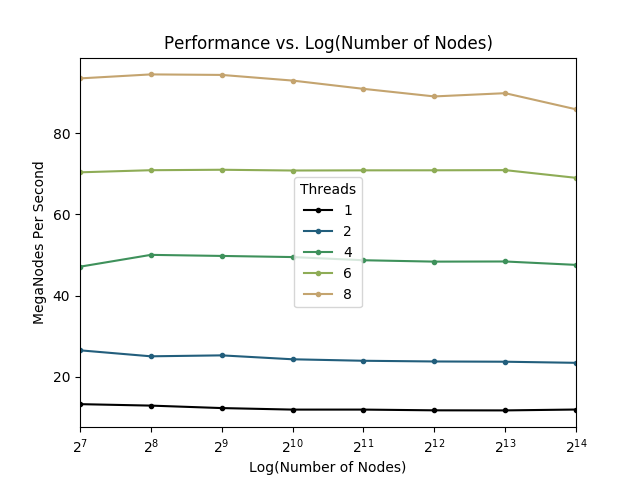 Performance vs. Log(Number of Nodes)
MegaNodes Per Second
80
60
40
20
Threads
1
2
4
6
8
2^7 2^8 2^9 2^10 2^11 2^12 2^13 2^14
Log(Number of Nodes)